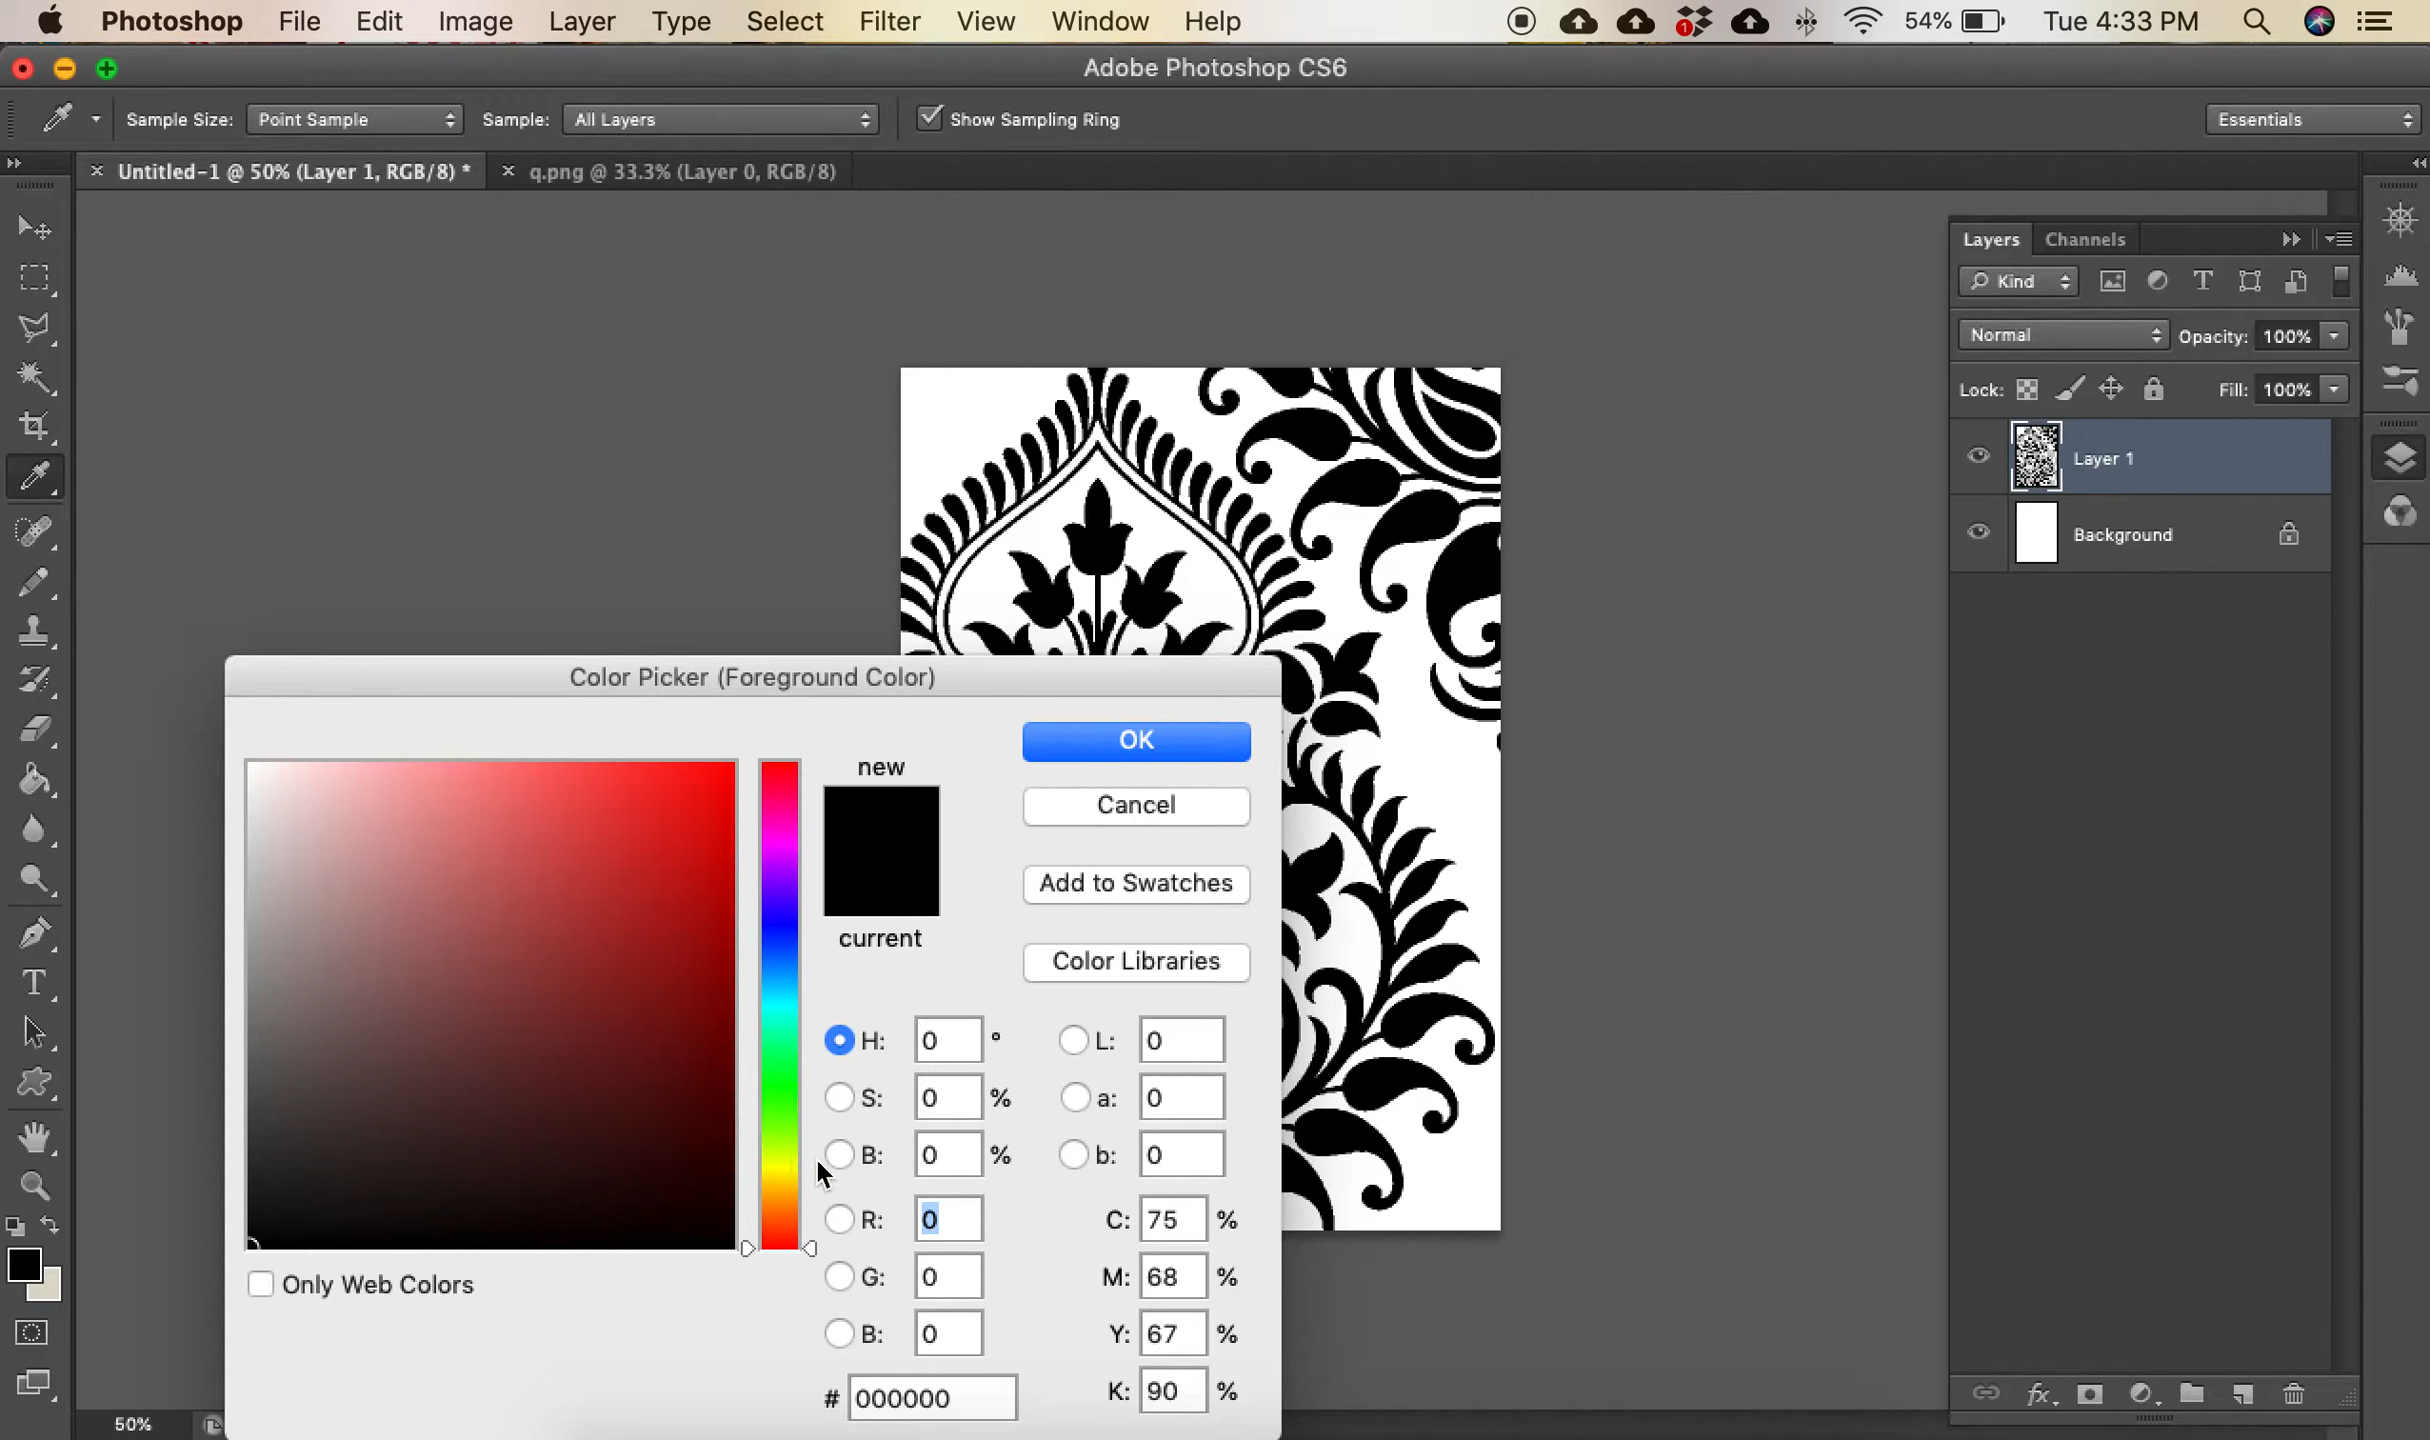 Photoshop File Edit Image Layer Type Select Filter View Window Help 1 54% Tue 4:33 PM
Adobe Photoshop CS6
Sample Size: Point Sample Sample: All Layers Show Sampling Ring Essentials
Untitled-1 @ 50% (Layer 1, RGB/8) * q.png @ 33.3% (Layer 0, RGB/8)
Layers Channels
Kind T
Normal Opacity: 100%
Lock: Fill: 100%
Layer 1
Background
Color Picker (Foreground Color)
OK
new
Cancel
Add to Swatches
current
Color Libraries
H: 0 ° L: 0
S: 0 % a: 0
B: 0 % b: 0
R: 0 C: 75 %
G: 0 M: 68 %
Only Web Colors
B: 0 Y: 67 %
# 000000 K: 90 %
T
fx
50%